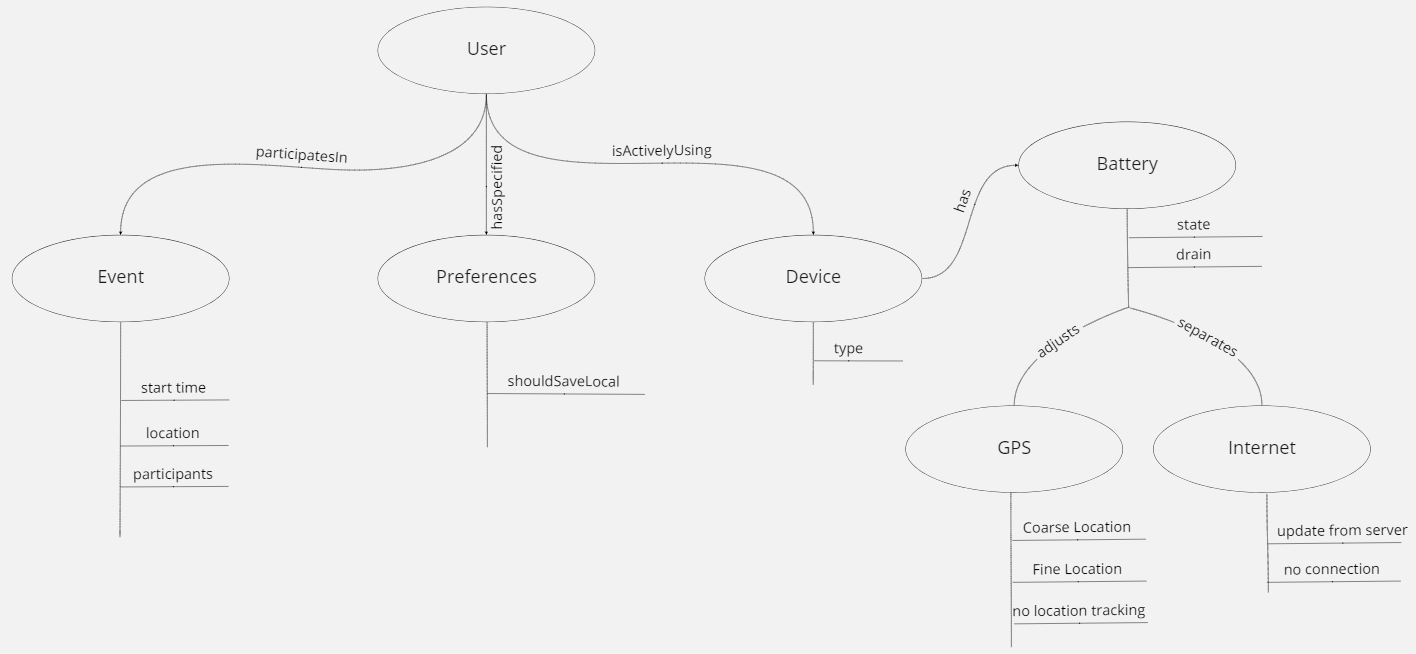 User
participatesIn
hasSpecified
isActivelyUsing
has
Battery
state
drain
Event
Preferences
Device
start time
location
participants
shouldSaveLocal
type
adjusts
separates
GPS
Internet
Coarse Location
Fine Location
no location tracking
update from server
no connection